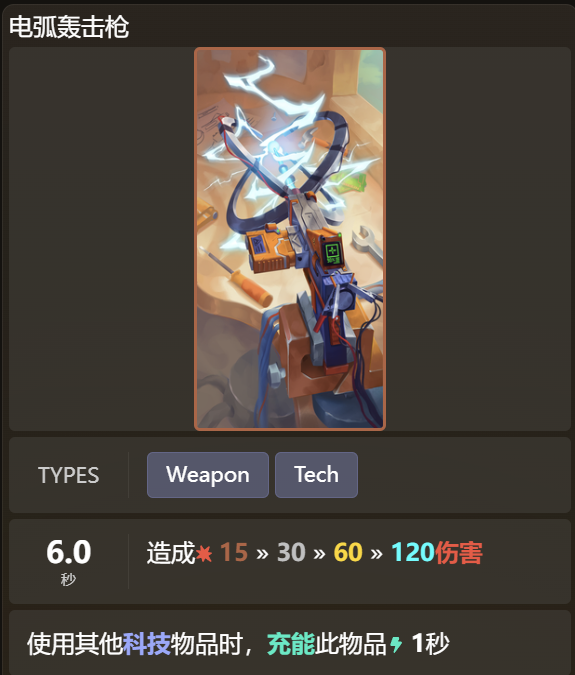 电弧轰击枪
TYPES
Weapon
Tech
6.0
秒
造成 15 » 30 » 60 » 120伤害
使用其他科技物品时，充能此物品 1秒